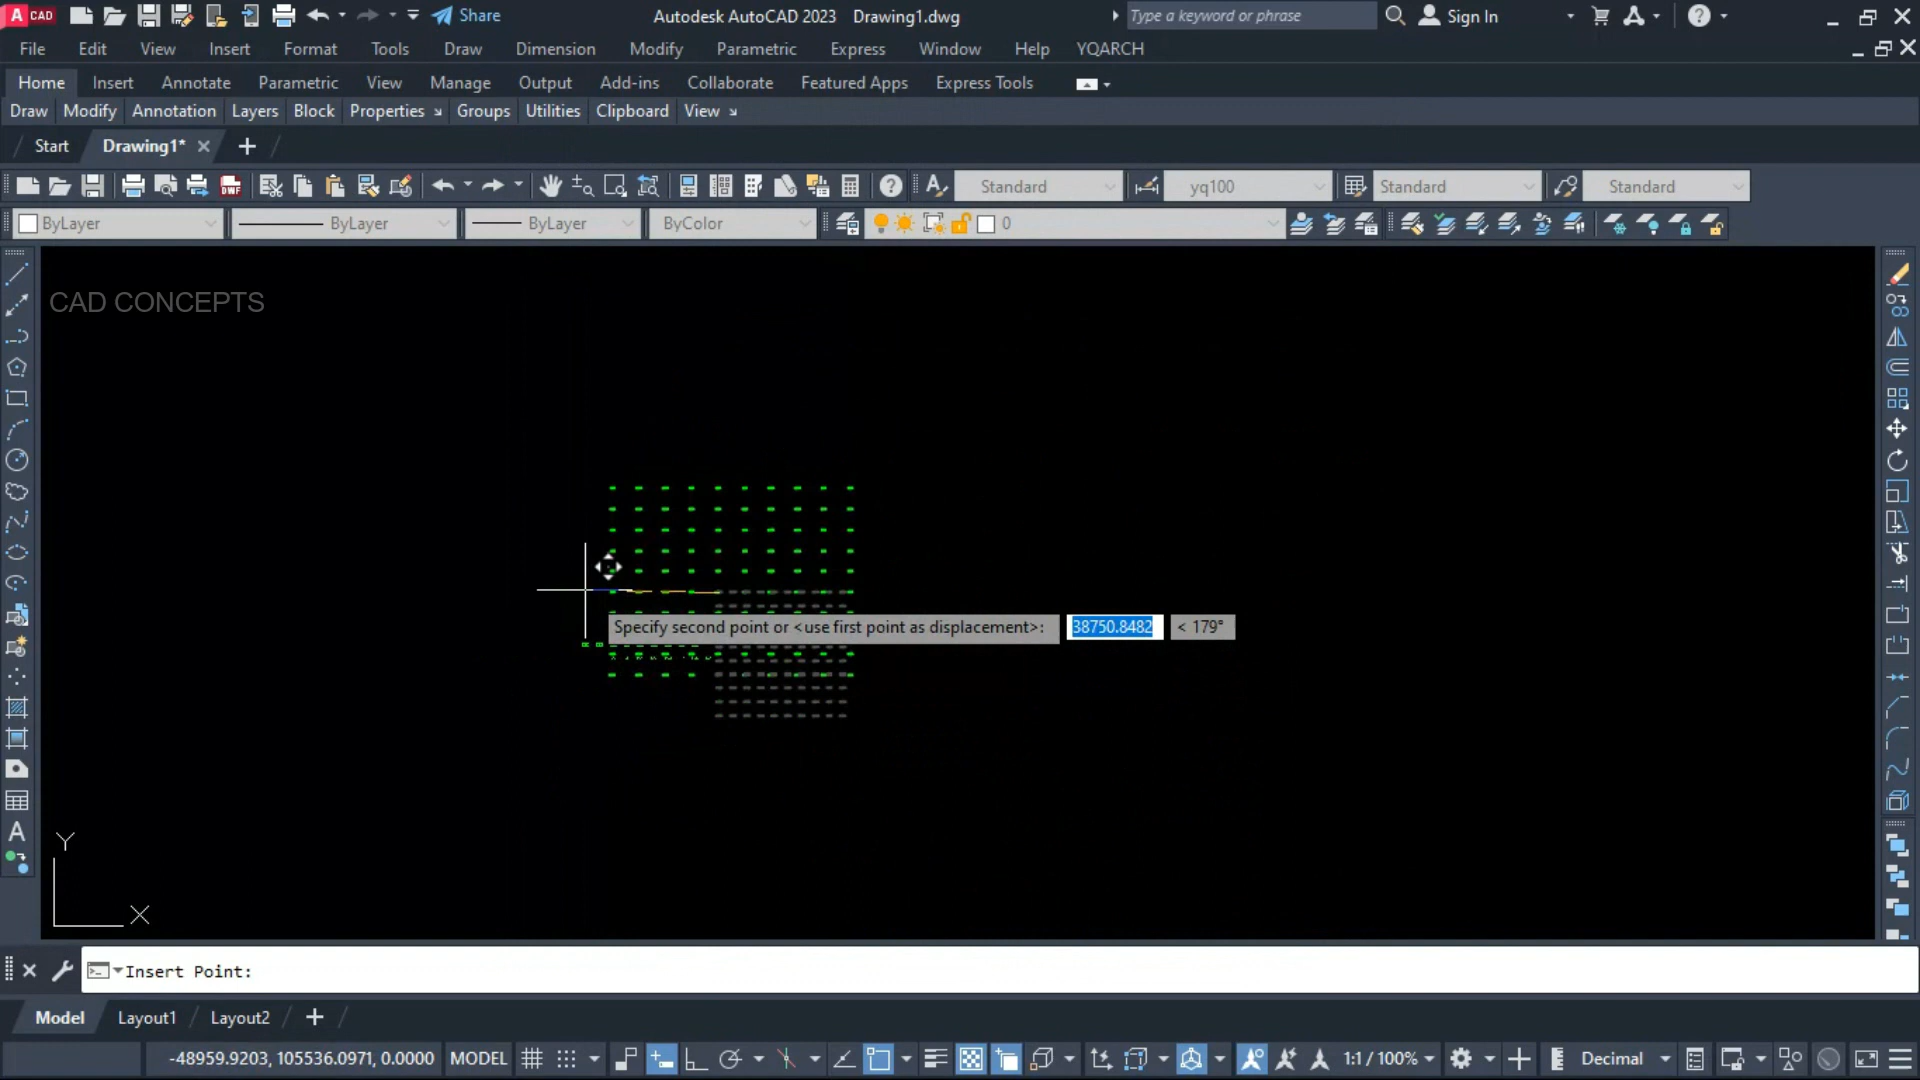 A CAD Share Autodesk AutoCAD 2023 Drawing1.dwg Type a keyword or phrase Sign In
File Edit View Insert Format Tools Draw Dimension Modify Parametric Express Window Help YQARCH
Home Insert Annotate Parametric View Manage Output Add-ins Collaborate Featured Apps Express Tools
Draw Modify Annotation Layers Block Properties Groups Utilities Clipboard View
Start Drawing1*
DWF Standard yq100 Standard Standard
ByLayer ByLayer ByLayer ByColor 0
CAD CONCEPTS
Specify second point or <use first point as displacement>: 38750.8482 < 179°
A
Y
X
Insert Point:
Model Layout1 Layout2
-48959.9203, 105536.0971, 0.0000 MODEL 1:1 / 100% Decimal